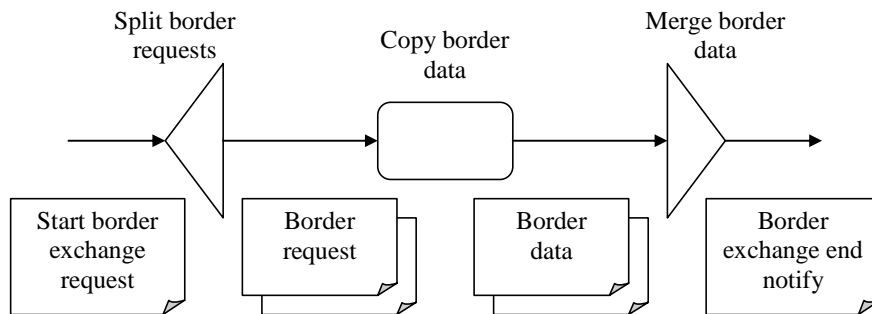 Split border
requests
Copy border
data
Merge border
data
Start border
exchange
request
Border
request
Border
data
Border
exchange end
notify